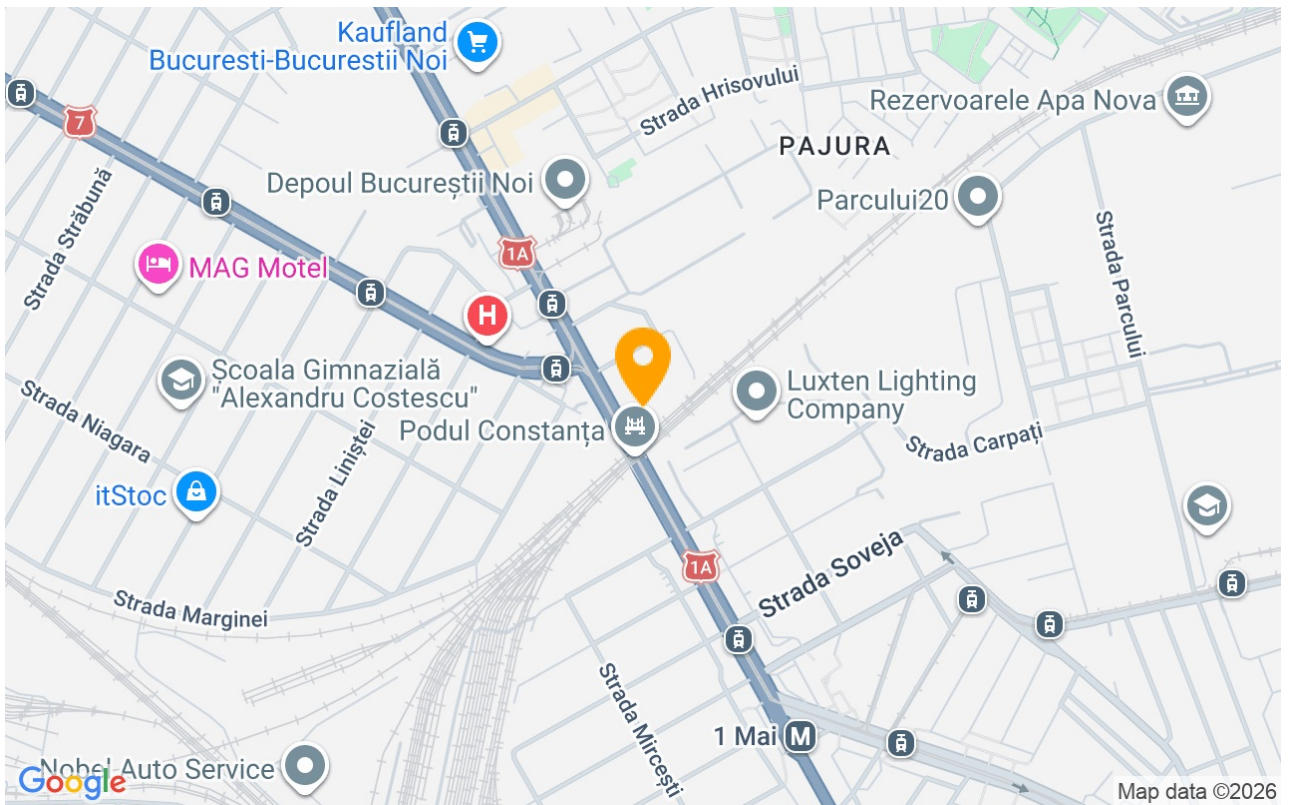 Kaufland
Bucuresti-Bucurestii Noi
7
Strada Hrisovului
Rezervoarele Apa Nova
PAJURA
Depoul Bucureștii Noi
Parcului20
Strada Străbună
1A
Strada Parcului
MAG Motel
H
Școala Gimnazială
"Alexandru Costescu"
Luxten Lighting
Company
Strada Niagara
Podul Constanța
Strada Carpați
Strada Liniștei
itStoc
1A
Strada Soveja
Strada Marginei
Strada Mircești
1 Mai M
Nobel Auto Service
Google
Map data ©2026